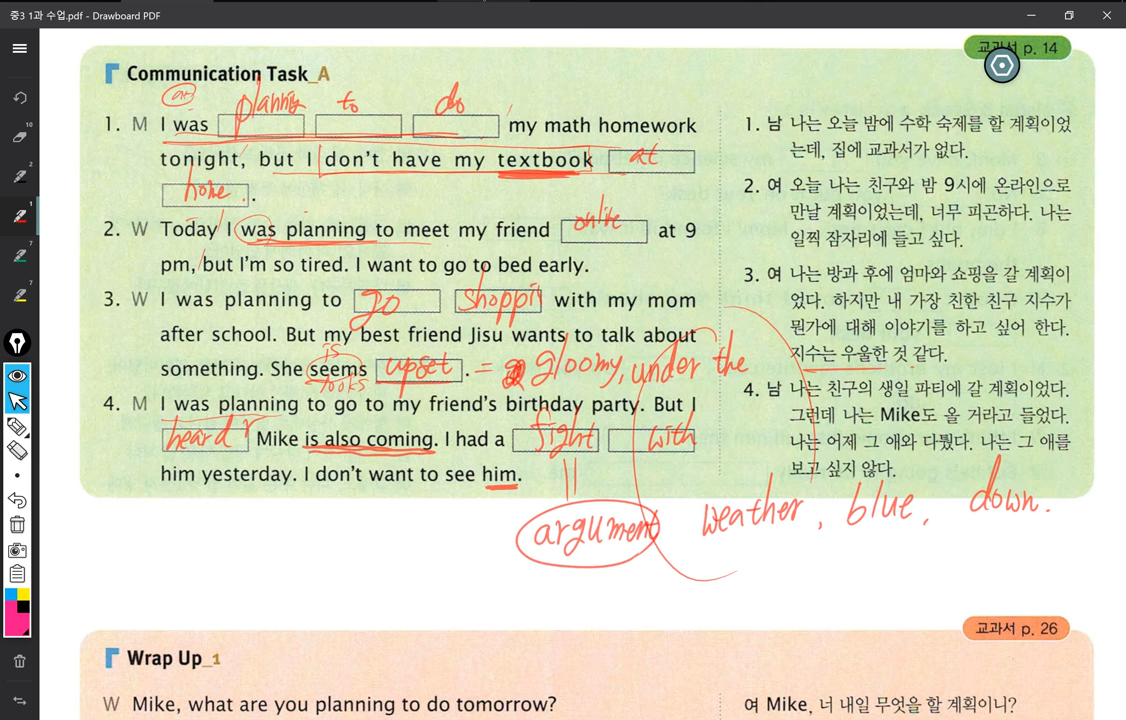 중3 1과 수업.pdf - Drawboard PDF
교과서 p. 14
Communication Task_A
planning to do
1. M I was my math homework
tonight, but I don't have my textbook at
home.
2. W Today I was planning to meet my friend online at 9
pm, but I'm so tired. I want to go to bed early.
3. W I was planning to go shopping with my mom
after school. But my best friend Jisu wants to talk about
something. She seems upset. = gloomy, under the
is
looks
4. M I was planning to go to my friend's birthday party. But I
heard Mike is also coming. I had a fight with
him yesterday. I don't want to see him.
argument weather, blue, down.
1. 남 나는 오늘 밤에 수학 숙제를 할 계획이었
는데, 집에 교과서가 없다.
2. 여 오늘 나는 친구와 밤 9시에 온라인으로
만날 계획이었는데, 너무 피곤하다. 나는
일찍 잠자리에 들고 싶다.
3. 여 나는 방과 후에 엄마와 쇼핑을 갈 계획이
었다. 하지만 내 가장 친한 친구 지수가
뭔가에 대해 이야기를 하고 싶어 한다.
지수는 우울한 것 같다.
4. 남 나는 친구의 생일 파티에 갈 계획이었다.
그런데 나는 Mike도 올 거라고 들었다.
나는 어제 그 애와 다퉜다. 나는 그 애를
보고 싶지 않다.
교과서 p. 26
Wrap Up_1
W Mike, what are you planning to do tomorrow?
여 Mike, 너 내일 무엇을 할 계획이니?